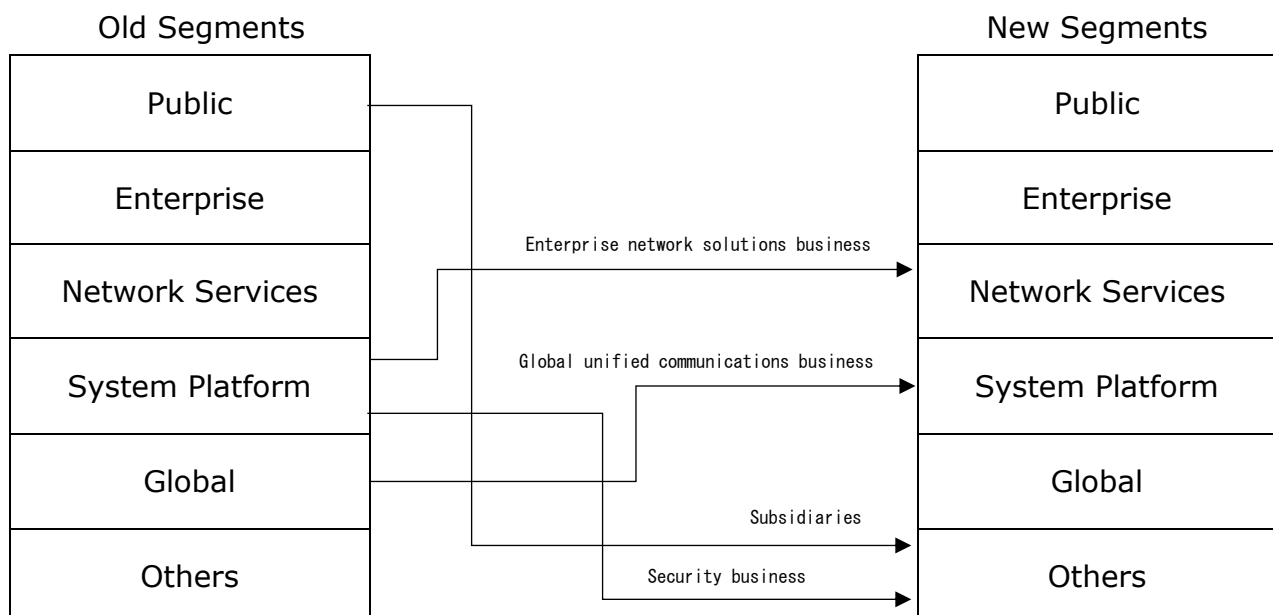 Old Segments
New Segments
Public
Public
Enterprise
Enterprise
Enterprise network solutions business
Network Services
Network Services
Global unified communications business
System Platform
System Platform
Global
Global
Subsidiaries
Security business
Others
Others